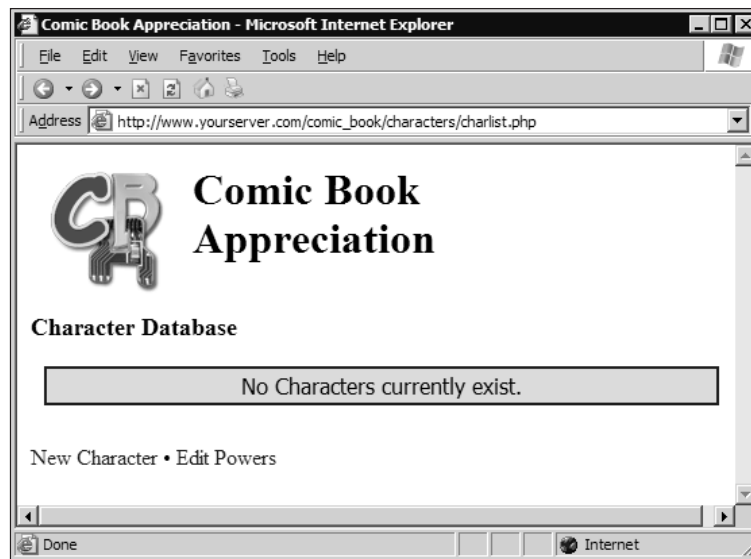 Comic Book Appreciation - Microsoft Internet Explorer
File Edit View Favorites Tools Help
Address http://www.yourserver.com/comic_book/characters/charlist.php
CB
Comic Book
Appreciation
Character Database
No Characters currently exist.
New Character • Edit Powers
Done Internet